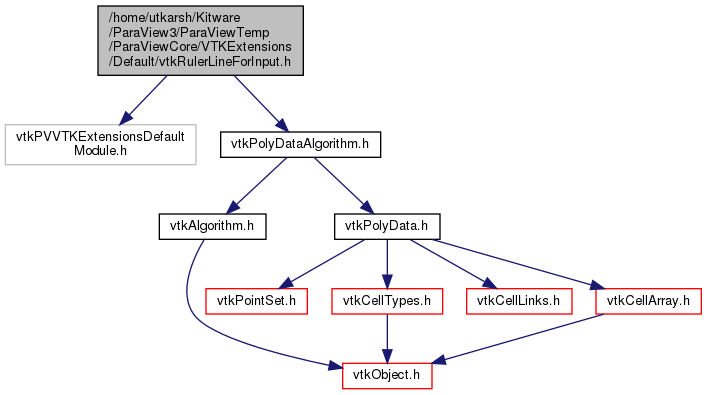 /home/utkarsh/Kitware
/ParaView3/ParaViewTemp
/ParaViewCore/VTKExtensions
/Default/vtkRulerLineForInput.h
vtkPVVTKExtensionsDefault
Module.h
vtkPolyDataAlgorithm.h
vtkAlgorithm.h
vtkPolyData.h
vtkPointSet.h
vtkCellTypes.h
vtkCellLinks.h
vtkCellArray.h
vtkObject.h